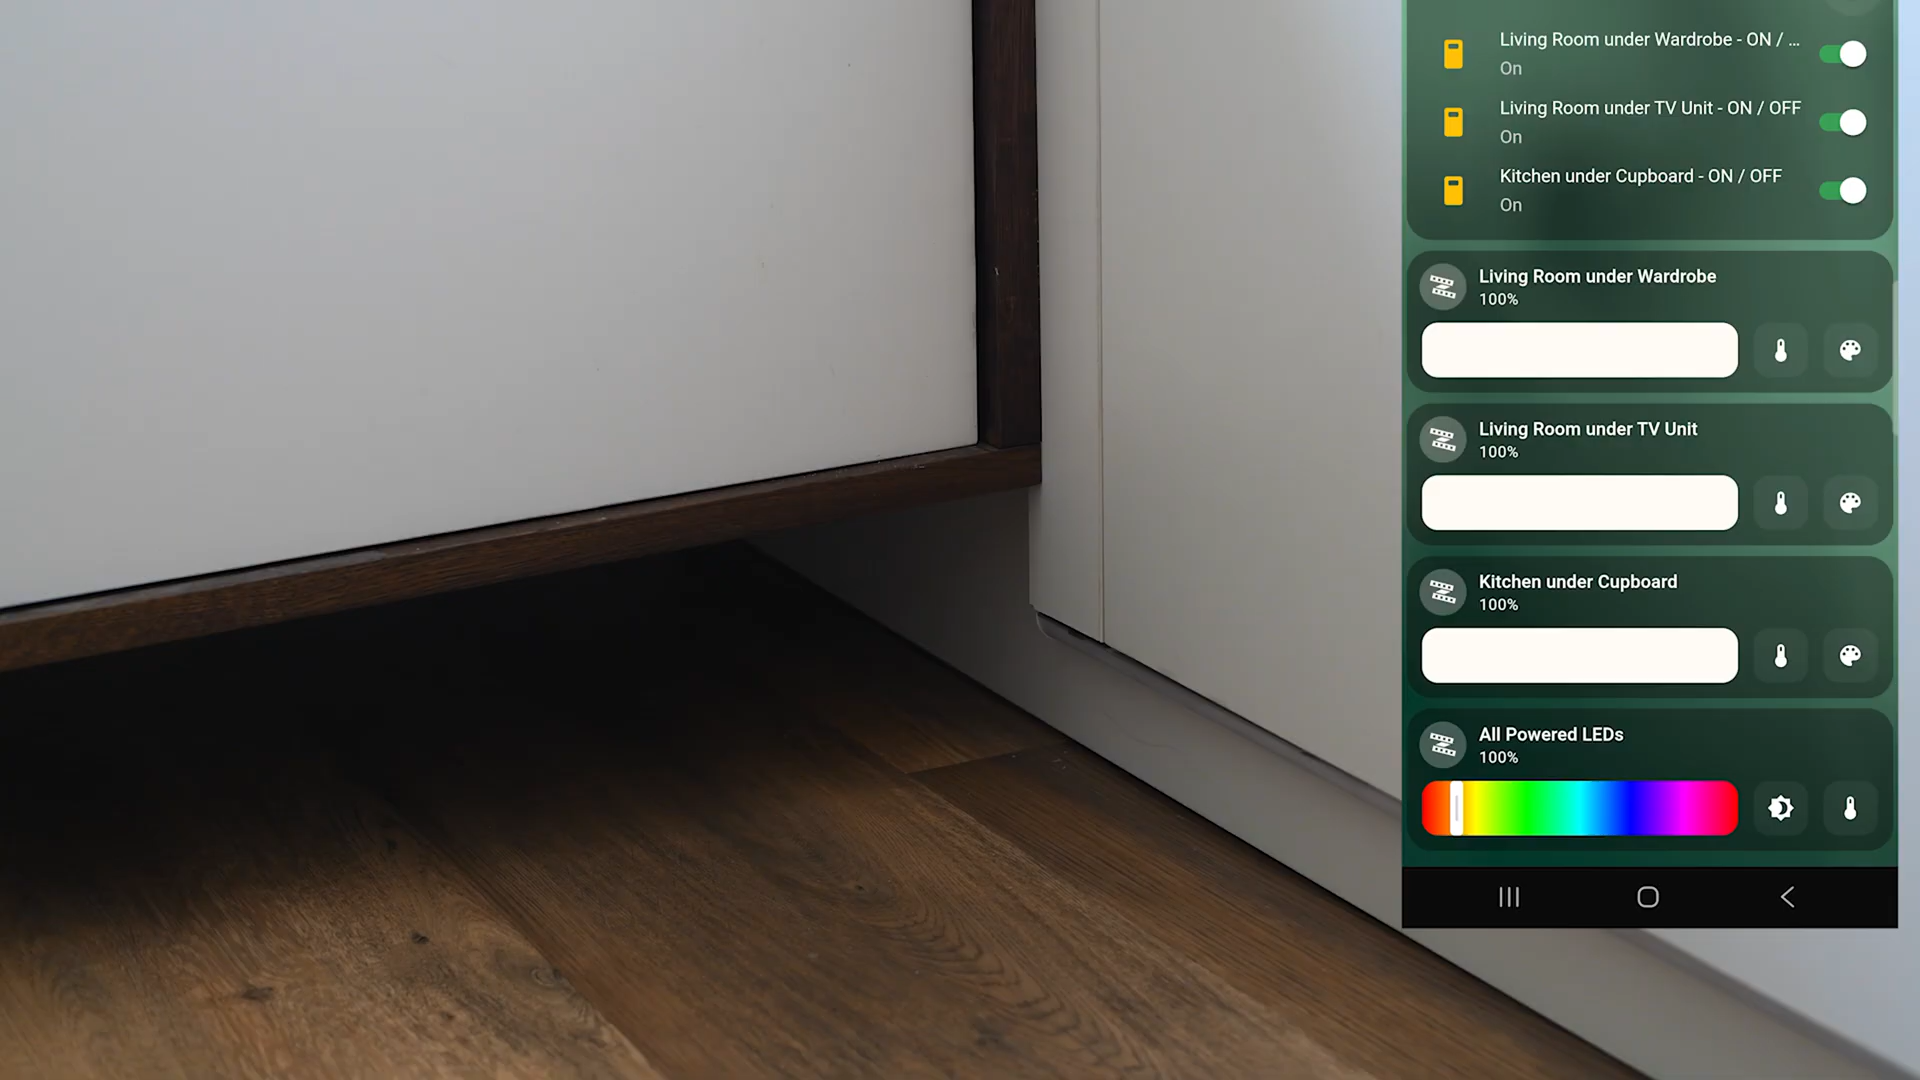 Living Room under Wardrobe - ON / ...
On
Living Room under TV Unit - ON / OFF
On
Kitchen under Cupboard - ON / OFF
On
Living Room under Wardrobe
100%
Living Room under TV Unit
100%
Kitchen under Cupboard
100%
All Powered LEDs
100%